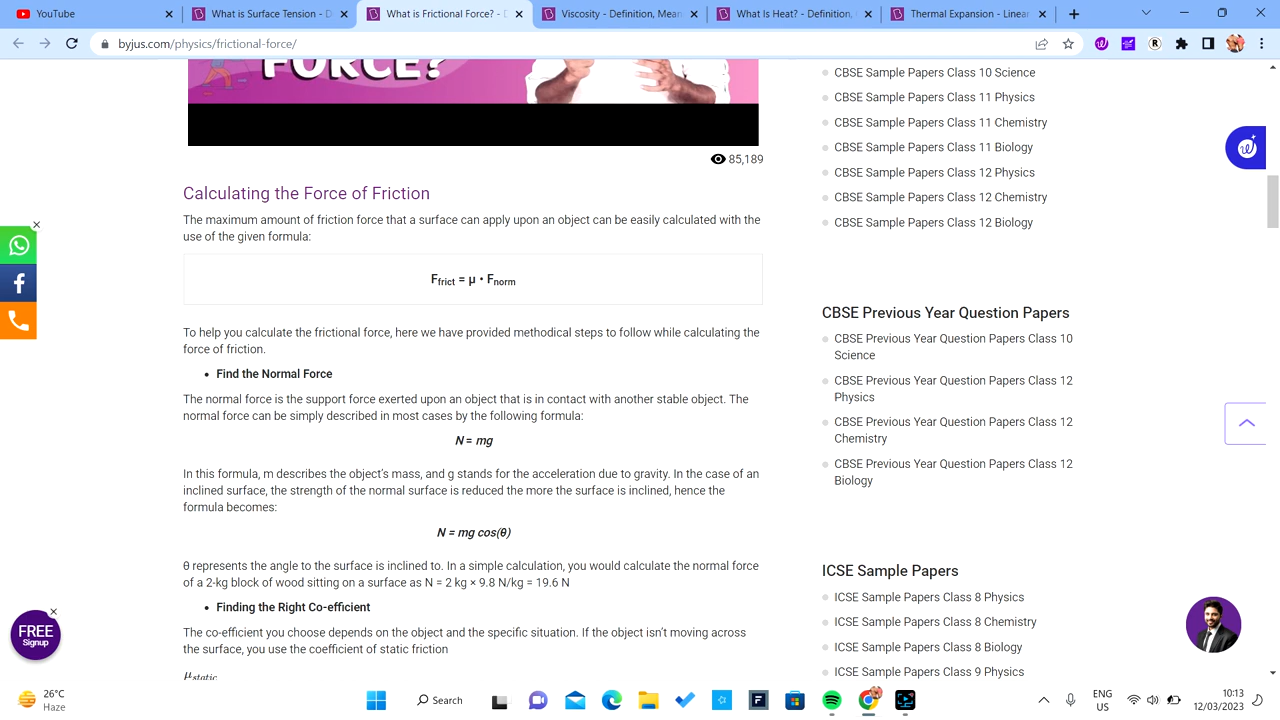 YouTube
What is Friction? - D
Viscosity - Definition, Mea
What is Heat? - Definition,
Thermal Expansion - Linea
byjus.com/physics/frictional-force/
FORCE?
85,189
Calculating the Force of Friction
The maximum amount of friction force that a surface can apply upon an object can be easily calculated with the
use of the given formula:
Ffrict = μ • Fnorm
To help you calculate the frictional force, here we have provided methodical steps to follow while calculating the
force of friction.
• Find the Normal Force
The normal force is the support force exerted upon an object that is in contact with another stable object. The
normal force can be simply described in most cases by the following formula:
N = mg
In this formula, m describes the object's mass, and g stands for the acceleration due to gravity. In the case of an
inclined surface, the strength of the normal surface is reduced the more the surface is inclined, hence the
formula becomes:
N = mg cos(θ)
θ represents the angle to the surface is inclined to. In a simple calculation, you would calculate the normal force
of a 2-kg block of wood sitting on a surface as N = 2 kg × 9.8 N/kg = 19.6 N
• Finding the Right Co-efficient
The co-efficient you choose depends on the object and the specific situation. If the object isn't moving across
the surface, you use the coefficient of static friction
μstatic
CBSE Sample Papers Class 10 Science
CBSE Sample Papers Class 11 Physics
CBSE Sample Papers Class 11 Chemistry
CBSE Sample Papers Class 11 Biology
CBSE Sample Papers Class 12 Physics
CBSE Sample Papers Class 12 Chemistry
CBSE Sample Papers Class 12 Biology
CBSE Previous Year Question Papers
CBSE Previous Year Question Papers Class 10
Science
CBSE Previous Year Question Papers Class 12
Physics
CBSE Previous Year Question Papers Class 12
Chemistry
CBSE Previous Year Question Papers Class 12
Biology
ICSE Sample Papers
ICSE Sample Papers Class 8 Physics
ICSE Sample Papers Class 8 Chemistry
ICSE Sample Papers Class 8 Biology
ICSE Sample Papers Class 9 Physics
FREE
Signup
26°C
Haze
Search
ENG
US
10:13
12/03/2023